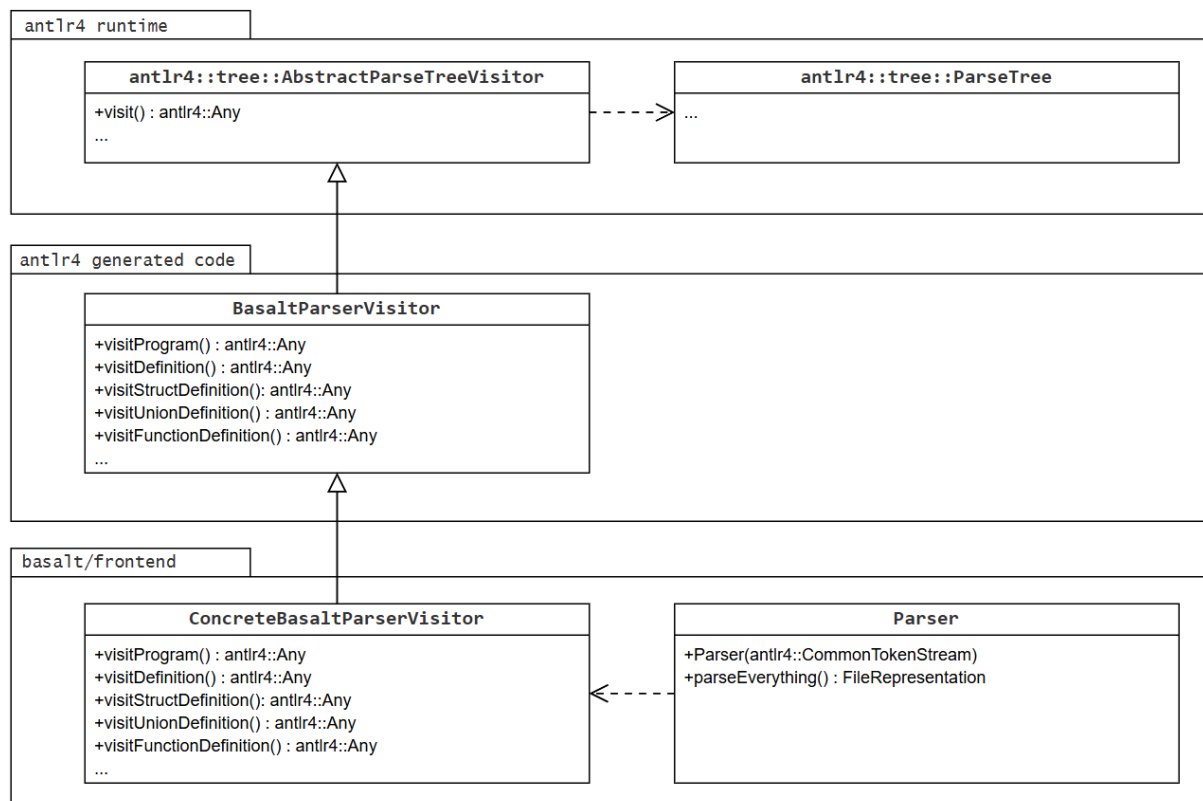 antlr4 runtime
antlr4::tree::AbstractParseTreeVisitor
+visit() : antlr4::Any
...
antlr4::tree::ParseTree
...
antlr4 generated code
BasaltParserVisitor
+visitProgram() : antlr4::Any
+visitDefinition() : antlr4::Any
+visitStructDefinition(): antlr4::Any
+visitUnionDefinition() : antlr4::Any
+visitFunctionDefinition() : antlr4::Any
...
basalt/frontend
ConcreteBasaltParserVisitor
+visitProgram() : antlr4::Any
+visitDefinition() : antlr4::Any
+visitStructDefinition(): antlr4::Any
+visitUnionDefinition() : antlr4::Any
+visitFunctionDefinition() : antlr4::Any
...
Parser
+Parser(antlr4::CommonTokenStream)
+parseEverything() : FileRepresentation